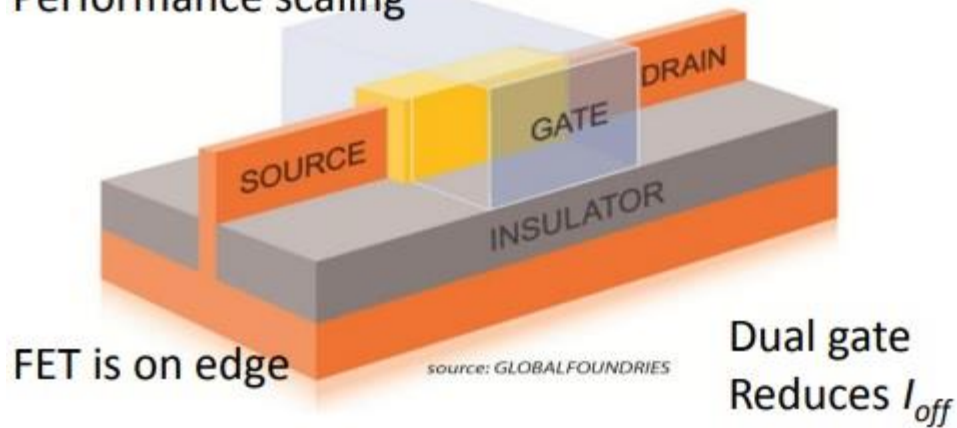 Performance scaling
DRAIN
GATE
SOURCE
INSULATOR
FET is on edge
source: GLOBALFOUNDRIES
Dual gate
Reduces I_off